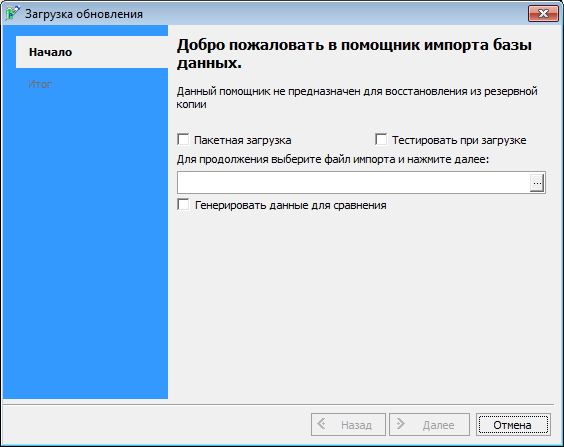 Загрузка обновления
Начало
Итог
Добро пожаловать в помощник импорта базы
данных.
Данный помощник не предназначен для восстановления из резервной
копии
Пакетная загрузка
Тестировать при загрузке
Для продолжения выберите файл импорта и нажмите далее:
...
Генерировать данные для сравнения
Назад
Далее
Отмена